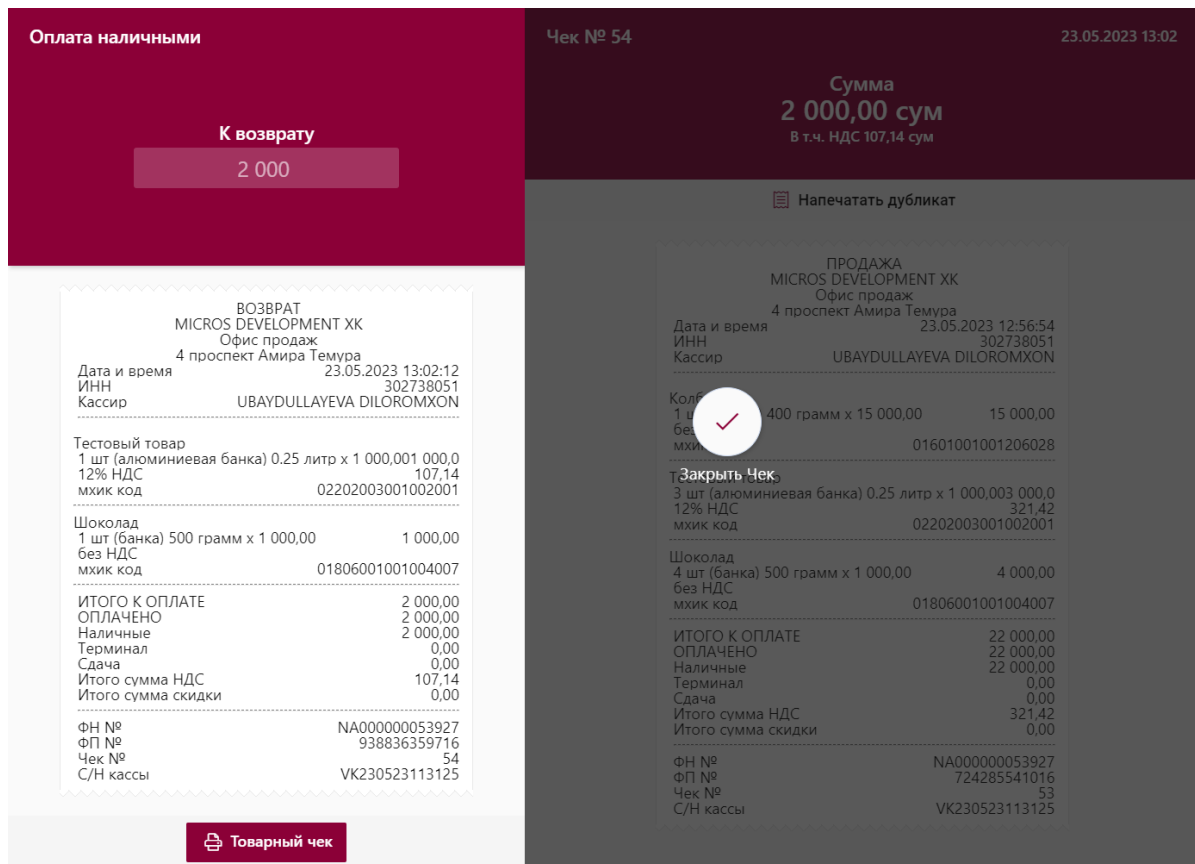 Оплата наличными
К возврату
2 000
ВОЗВРАТ
MICROS DEVELOPMENT XK
Офис продаж
4 проспект Амира Темура
Дата и время 23.05.2023 13:02:12
ИНН 302738051
Кассир UBAYDULLAYEVA DILOROMXON
Тестовый товар
1 шт (алюминиевая банка) 0.25 литр x 1 000,001 000,0
12% НДС 107,14
мхик код 02202003001002001
Шоколад
1 шт (банка) 500 грамм x 1 000,00 1 000,00
без НДС
мхик код 01806001001004007
ИТОГО К ОПЛАТЕ 2 000,00
ОПЛАЧЕНО 2 000,00
Наличные 2 000,00
Терминал 0,00
Сдача 0,00
Итого сумма НДС 107,14
Итого сумма скидки 0,00
ФН № NA000000053927
ФП № 938836359716
Чек № 54
С/Н кассы VK230523113125
Товарный чек
Чек № 54 23.05.2023 13:02
Сумма
2 000,00 сум
В т.ч. НДС 107,14 сум
Напечатать дубликат
ПРОДАЖА
MICROS DEVELOPMENT XK
Офис продаж
4 проспект Амира Темура
Дата и время 23.05.2023 12:56:54
ИНН 302738051
Кассир UBAYDULLAYEVA DILOROMXON
1 400 грамм x 15 000,00 15 000,00
01601001001206028
Закрыть Чек
товар
3 шт (алюминиевая банка) 0.25 литр x 1 000,003 000,0
12% НДС 321,42
мхик код 02202003001002001
Шоколад
4 шт (банка) 500 грамм x 1 000,00 4 000,00
без НДС
мхик код 01806001001004007
ИТОГО К ОПЛАТЕ 22 000,00
ОПЛАЧЕНО 22 000,00
Наличные 22 000,00
Терминал 0,00
Сдача 0,00
Итого сумма НДС 321,42
Итого сумма скидки 0,00
ФН № NA000000053927
ФП № 724285541016
Чек № 53
С/Н кассы VK230523113125